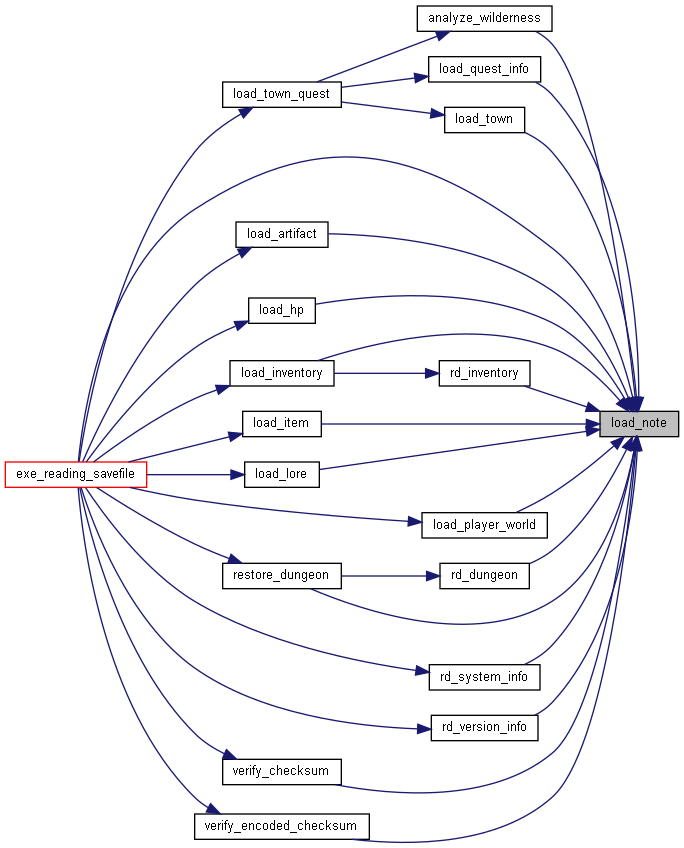 analyze_wilderness
load_quest_info
load_town_quest
load_town
load_artifact
load_hp
load_inventory
rd_inventory
load_item
load_note
exe_reading_savefile
load_lore
load_player_world
restore_dungeon
rd_dungeon
rd_system_info
rd_version_info
verify_checksum
verify_encoded_checksum